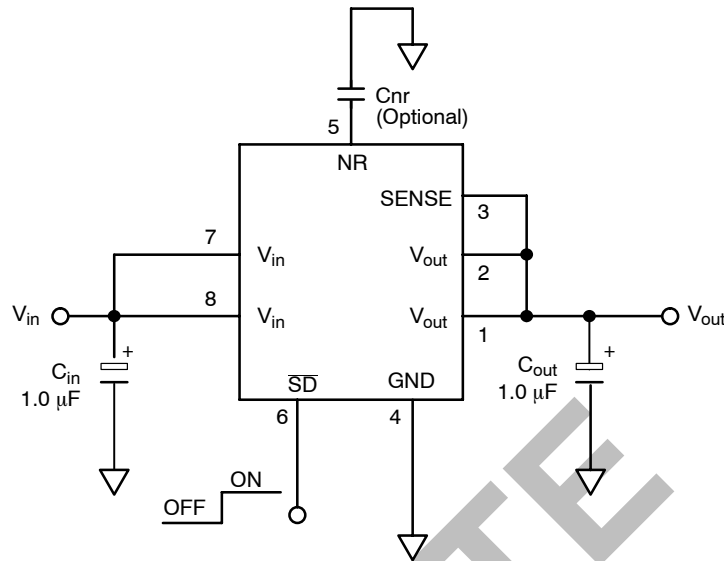 Cnr
(Optional)
5
NR
SENSE
3
7
Vin
Vout
2
Vin
8
Vin
Vout
1
Vout
+
Cin
1.0 µF
SD
GND
+
Cout
1.0 µF
6
4
ON
OFF
TE